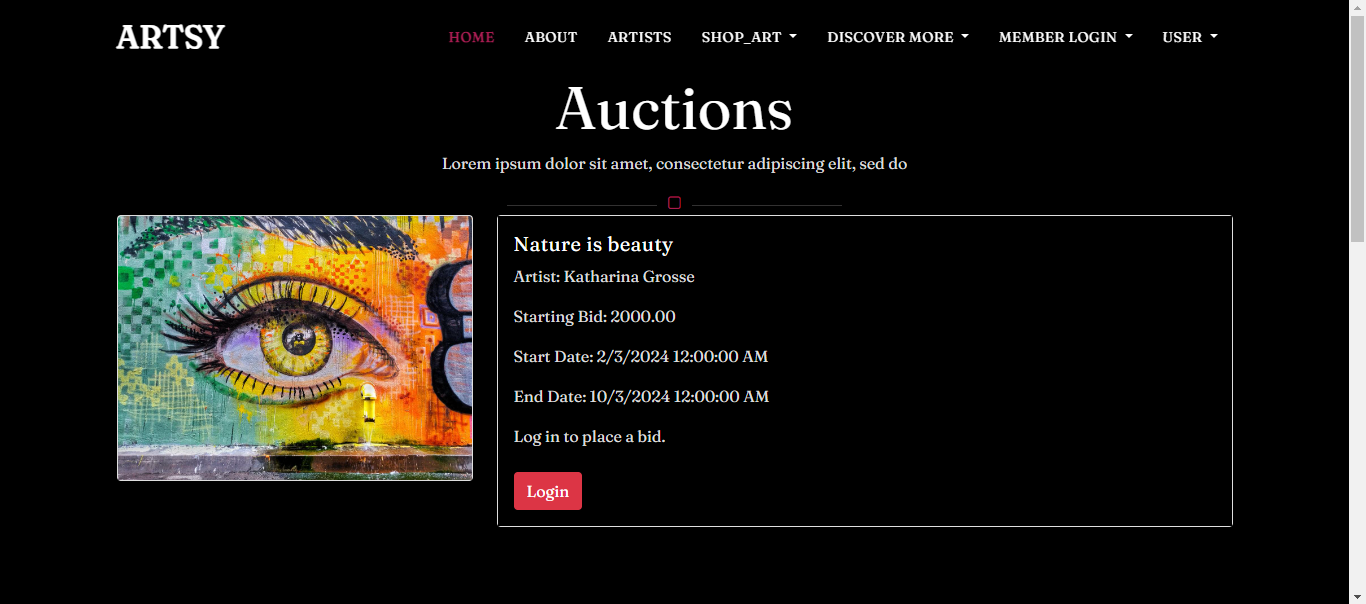 ARTSY
HOME ABOUT ARTISTS SHOP_ART DISCOVER MORE MEMBER LOGIN USER
Auctions
Lorem ipsum dolor sit amet, consectetur adipiscing elit, sed do
Nature is beauty
Artist: Katharina Grosse
Starting Bid: 2000.00
Start Date: 2/3/2024 12:00:00 AM
End Date: 10/3/2024 12:00:00 AM
Log in to place a bid.
Login